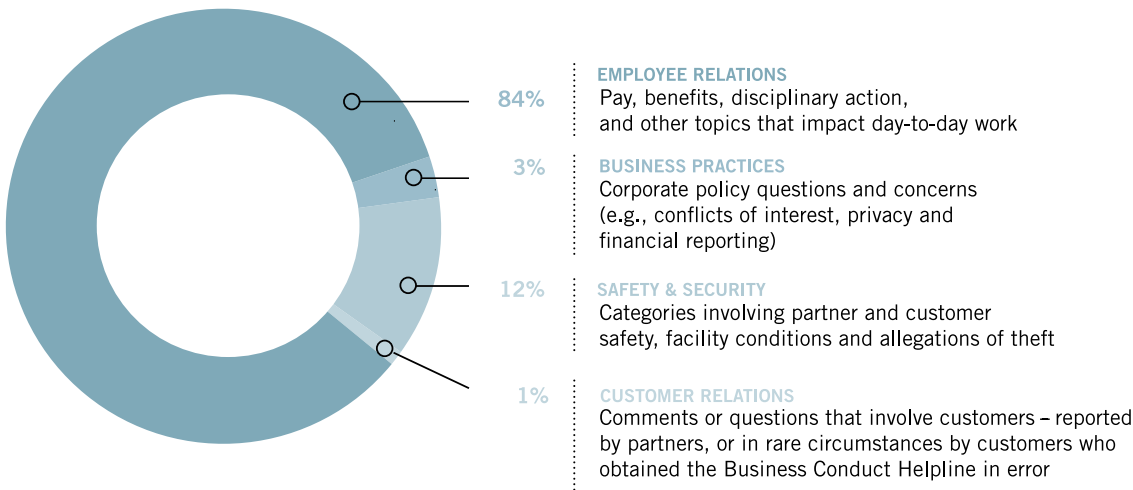 84%
EMPLOYEE RELATIONS
Pay, benefits, disciplinary action,
and other topics that impact day-to-day work
3%
BUSINESS PRACTICES
Corporate policy questions and concerns
(e.g., conflicts of interest, privacy and
financial reporting)
12%
SAFETY & SECURITY
Categories involving partner and customer
safety, facility conditions and allegations of theft
1%
CUSTOMER RELATIONS
Comments or questions that involve customers – reported
by partners, or in rare circumstances by customers who
obtained the Business Conduct Helpline in error